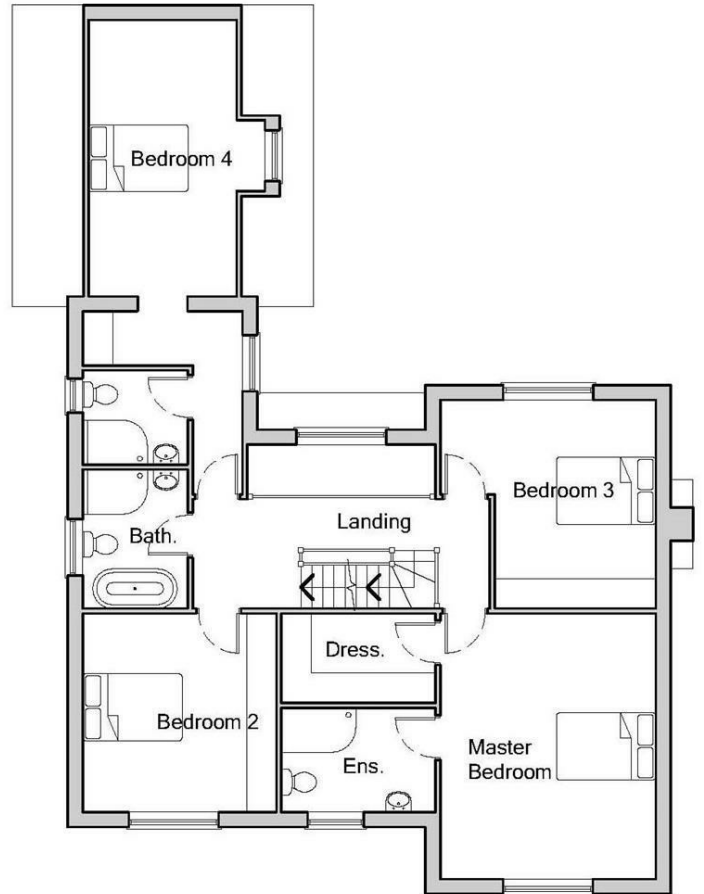 Bedroom 4
Bedroom 3
Landing
Bath.
Dress.
Bedroom 2
Ens.
Master
Bedroom